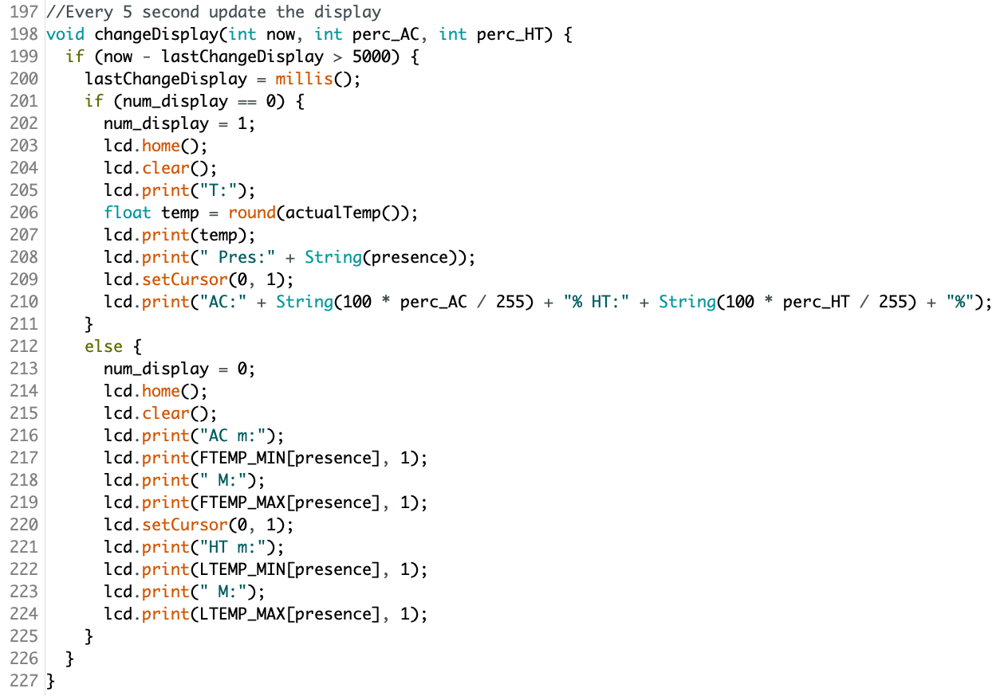 197 //Every 5 second update the display
198 void changeDisplay(int now, int perc_AC, int perc_HT) {
199   if (now - lastChangeDisplay > 5000) {
200     lastChangeDisplay = millis();
201     if (num_display == 0) {
202       num_display = 1;
203       lcd.home();
204       lcd.clear();
205       lcd.print("T:");
206       float temp = round(actualTemp());
207       lcd.print(temp);
208       lcd.print(" Pres:" + String(presence));
209       lcd.setCursor(0, 1);
210       lcd.print("AC:" + String(100 * perc_AC / 255) + "% HT:" + String(100 * perc_HT / 255) + "%");
211     }
212     else {
213       num_display = 0;
214       lcd.home();
215       lcd.clear();
216       lcd.print("AC m:");
217       lcd.print(FTEMP_MIN[presence], 1);
218       lcd.print(" M:");
219       lcd.print(FTEMP_MAX[presence], 1);
220       lcd.setCursor(0, 1);
221       lcd.print("HT m:");
222       lcd.print(LTEMP_MIN[presence], 1);
223       lcd.print(" M:");
224       lcd.print(LTEMP_MAX[presence], 1);
225     }
226   }
227 }